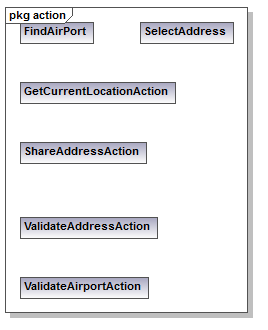 pkg action
FindAirPort SelectAddress
GetCurrentLocationAction
ShareAddressAction
ValidateAddressAction
ValidateAirportAction